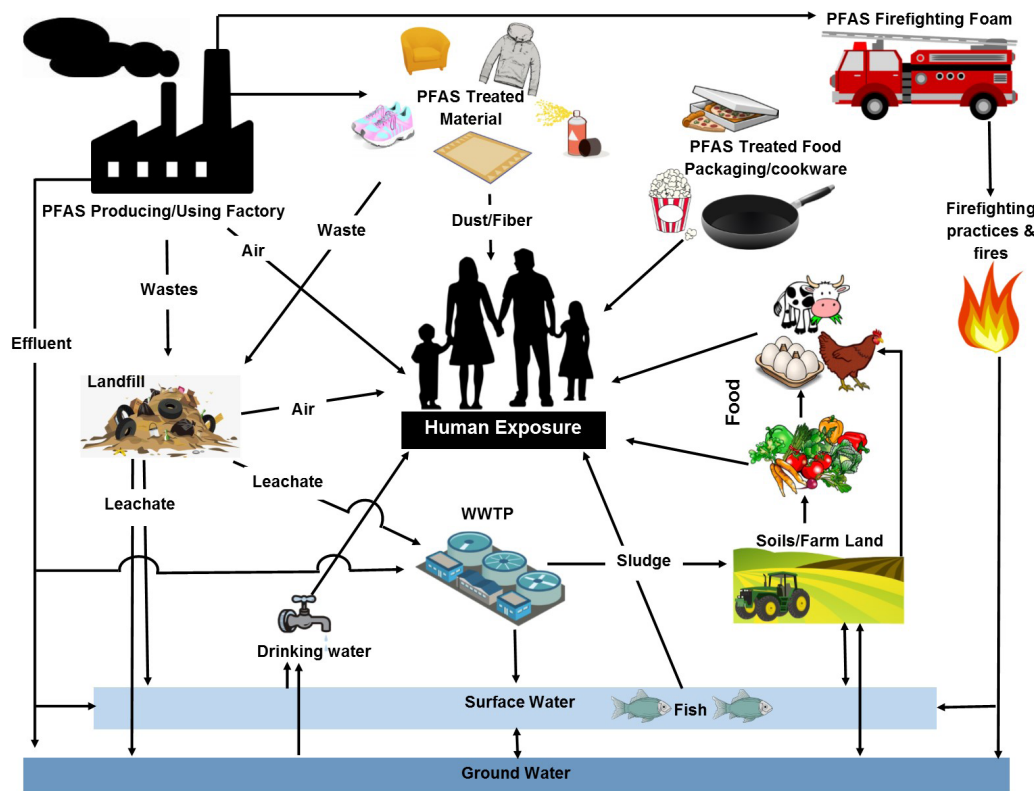 PFAS Firefighting Foam
PFAS Treated
Material
PFAS Treated Food
Packaging/cookware
PFAS Producing/Using Factory
Dust/Fiber
Waste
Air
Firefighting
practices &
fires
Wastes
Effluent
Landfill
Air
Food
Human Exposure
Leachate
Leachate
WWTP
Sludge
Soils/Farm Land
Drinking water
Surface Water
Fish
Ground Water